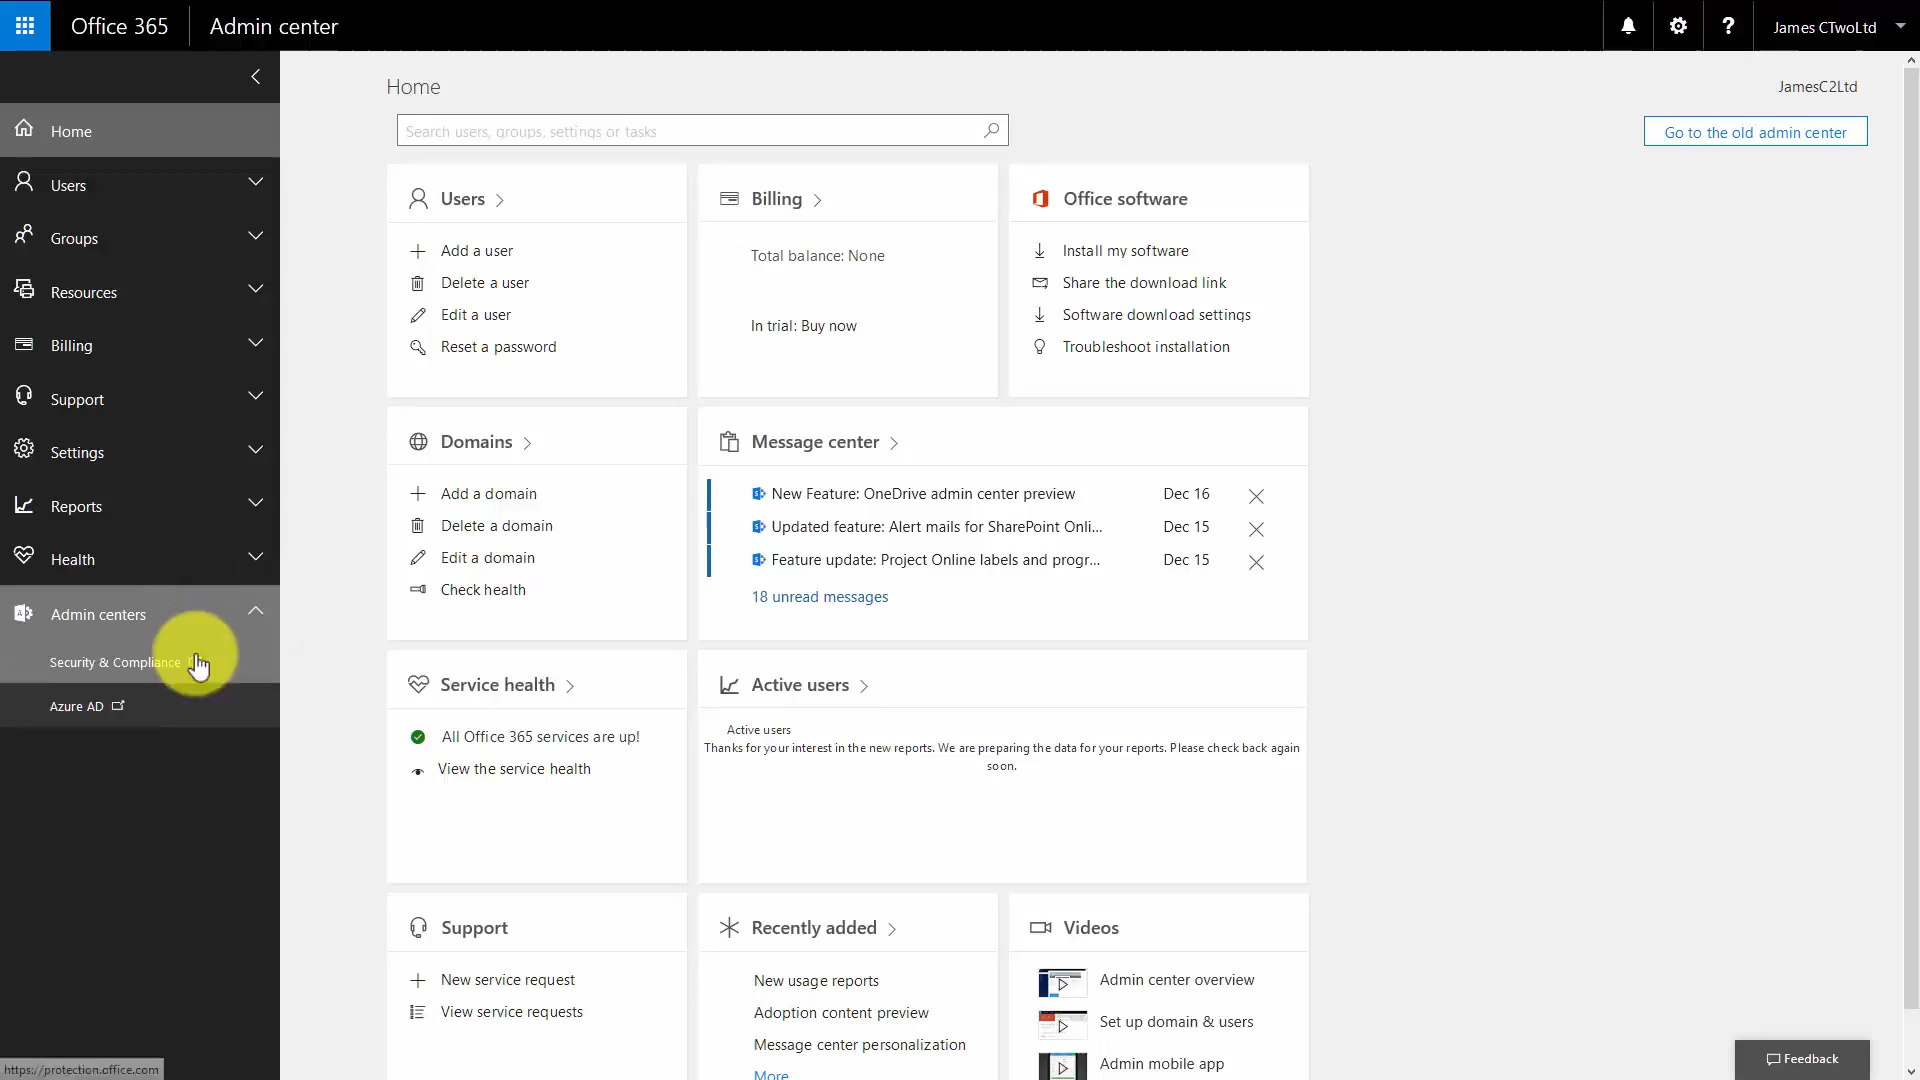 Office 365
Admin center
James CTwoLtd
Home
Users
Groups
Resources
Billing
Support
Settings
Reports
Health
Admin centers
Security & Compliance
Azure AD
Home
JamesC2Ltd
Search users, groups, settings or tasks
Go to the old admin center
Users
Add a user
Delete a user
Edit a user
Reset a password
Billing
Total balance: None
In trial: Buy now
Office software
Install my software
Share the download link
Software download settings
Troubleshoot installation
Domains
Add a domain
Delete a domain
Edit a domain
Check health
Message center
New Feature: OneDrive admin center preview Dec 16
Updated feature: Alert mails for SharePoint Onli... Dec 15
Feature update: Project Online labels and progr... Dec 15
18 unread messages
Service health
All Office 365 services are up!
View the service health
Active users
Active users
Thanks for your interest in the new reports. We are preparing the data for your reports. Please check back again
soon.
Support
New service request
View service requests
Recently added
New usage reports
Adoption content preview
Message center personalization
More
Videos
Admin center overview
Set up domain & users
Admin mobile app
Feedback
https://protection.office.com